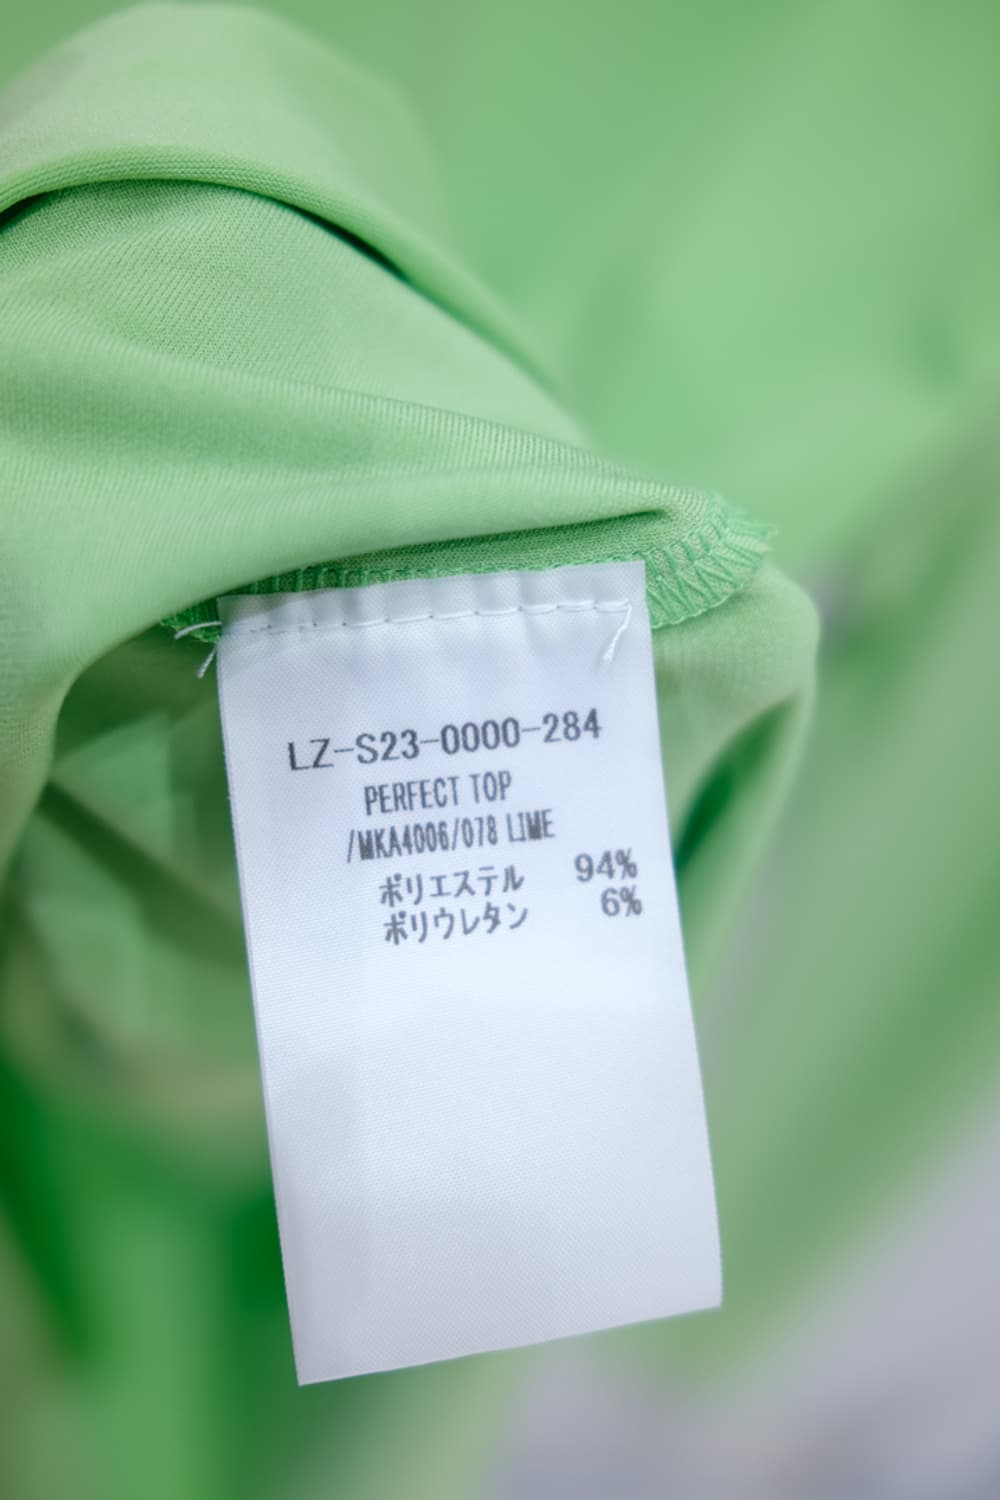 LZ-S23-0000-284
PERFECT TOP
/MKA4006/078 LIME
ポリエステル 94%
ポリウレタン 6%